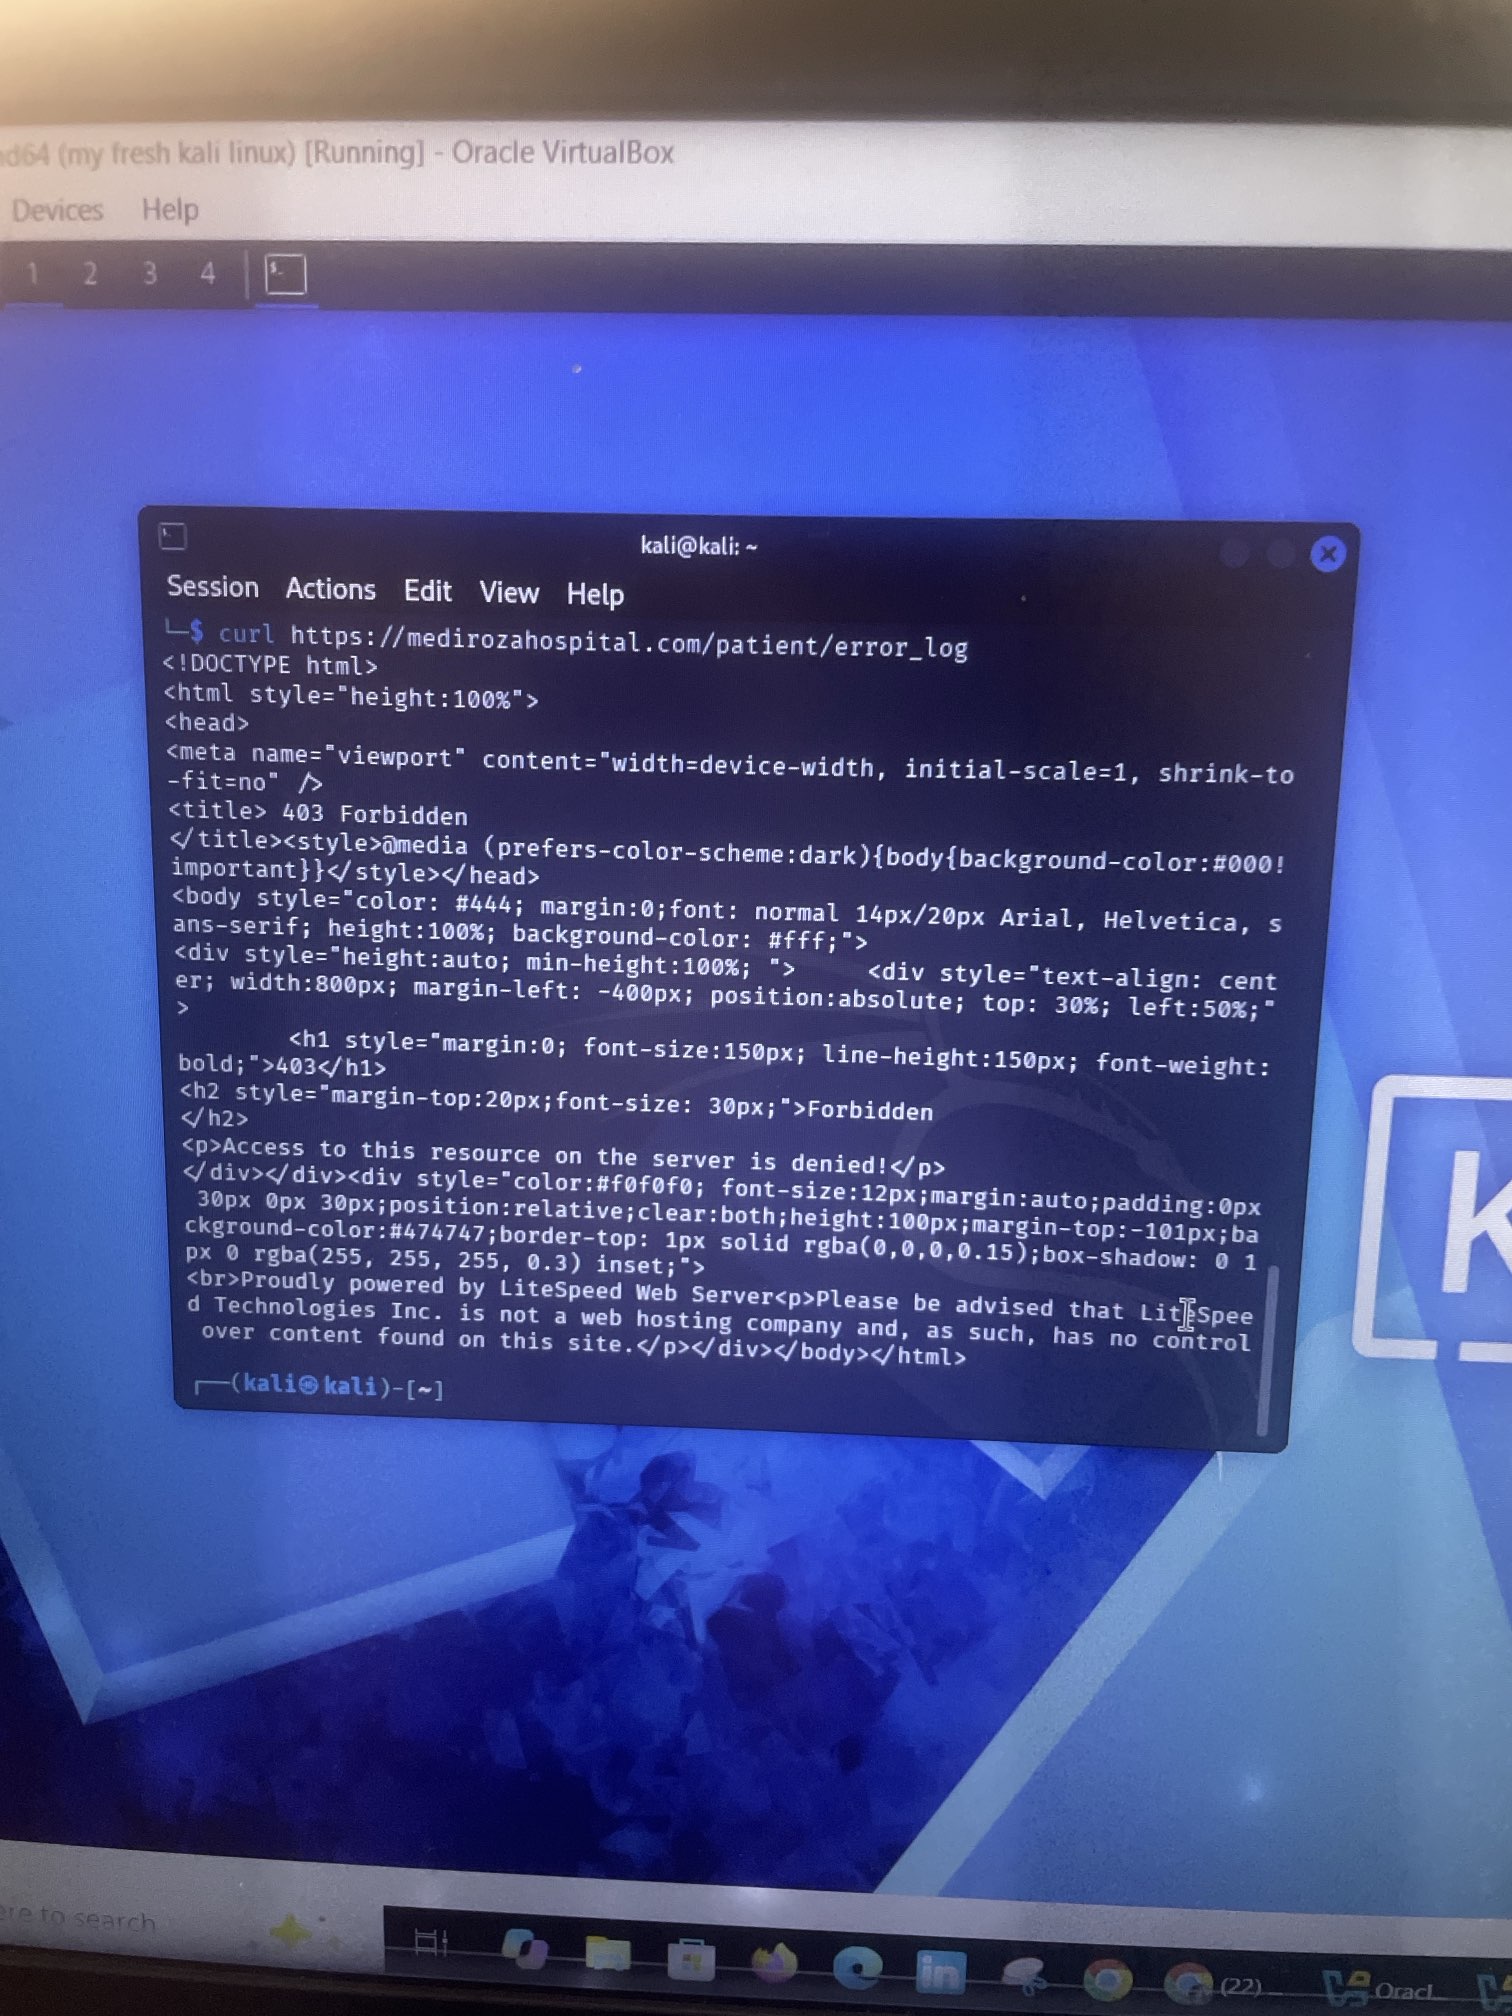 d64 (my fresh kali linux) [Running] - Oracle VirtualBox
Devices Help
1 2 3 4
kali@kali: ~
Session Actions Edit View Help
└─$ curl https://medirozahospital.com/patient/error_log
<!DOCTYPE html>
<html style="height:100%">
<head>
<meta name="viewport" content="width=device-width, initial-scale=1, shrink-to
-fit=no" />
<title> 403 Forbidden
</title><style>@media (prefers-color-scheme:dark){body{background-color:#000!
important}}</style></head>
<body style="color: #444; margin:0;font: normal 14px/20px Arial, Helvetica, s
ans-serif; height:100%; background-color: #fff;">
<div style="height:auto; min-height:100%; ">     <div style="text-align: cent
er; width:800px; margin-left: -400px; position:absolute; top: 30%; left:50%;"
>
        <h1 style="margin:0; font-size:150px; line-height:150px; font-weight:
bold;">403</h1>
<h2 style="margin-top:20px;font-size: 30px;">Forbidden
</h2>
<p>Access to this resource on the server is denied!</p>
</div></div><div style="color:#f0f0f0; font-size:12px;margin:auto;padding:0px
 30px 0px 30px;position:relative;clear:both;height:100px;margin-top:-101px;ba
ckground-color:#474747;border-top: 1px solid rgba(0,0,0,0.15);box-shadow: 0 1
px 0 rgba(255, 255, 255, 0.3) inset;">
<br>Proudly powered by LiteSpeed Web Server<p>Please be advised that LiteSpee
d Technologies Inc. is not a web hosting company and, as such, has no control
 over content found on this site.</p></div></body></html>
┌──(kali㉿kali)-[~]
K
ere to search
in
(22)
Oracl...